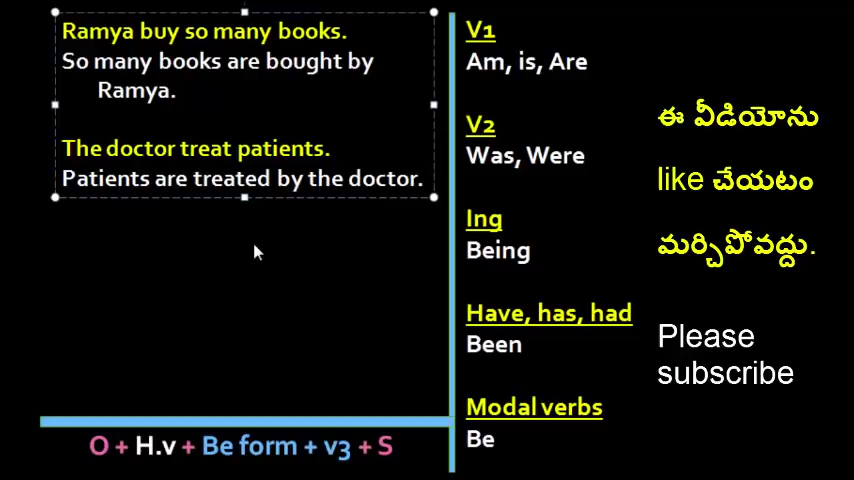 Ramya buy so many books.
So many books are bought by
Ramya.
The doctor treat patients.
Patients are treated by the doctor.
O + H.v + Be form + v3 + S
V1
Am, is, Are
V2
Was, Were
Ing
Being
Have, has, had
Been
Modal verbs
Be
ఈ వీడియోను
like చేయటం
మర్చిపోవద్దు.
Please
subscribe